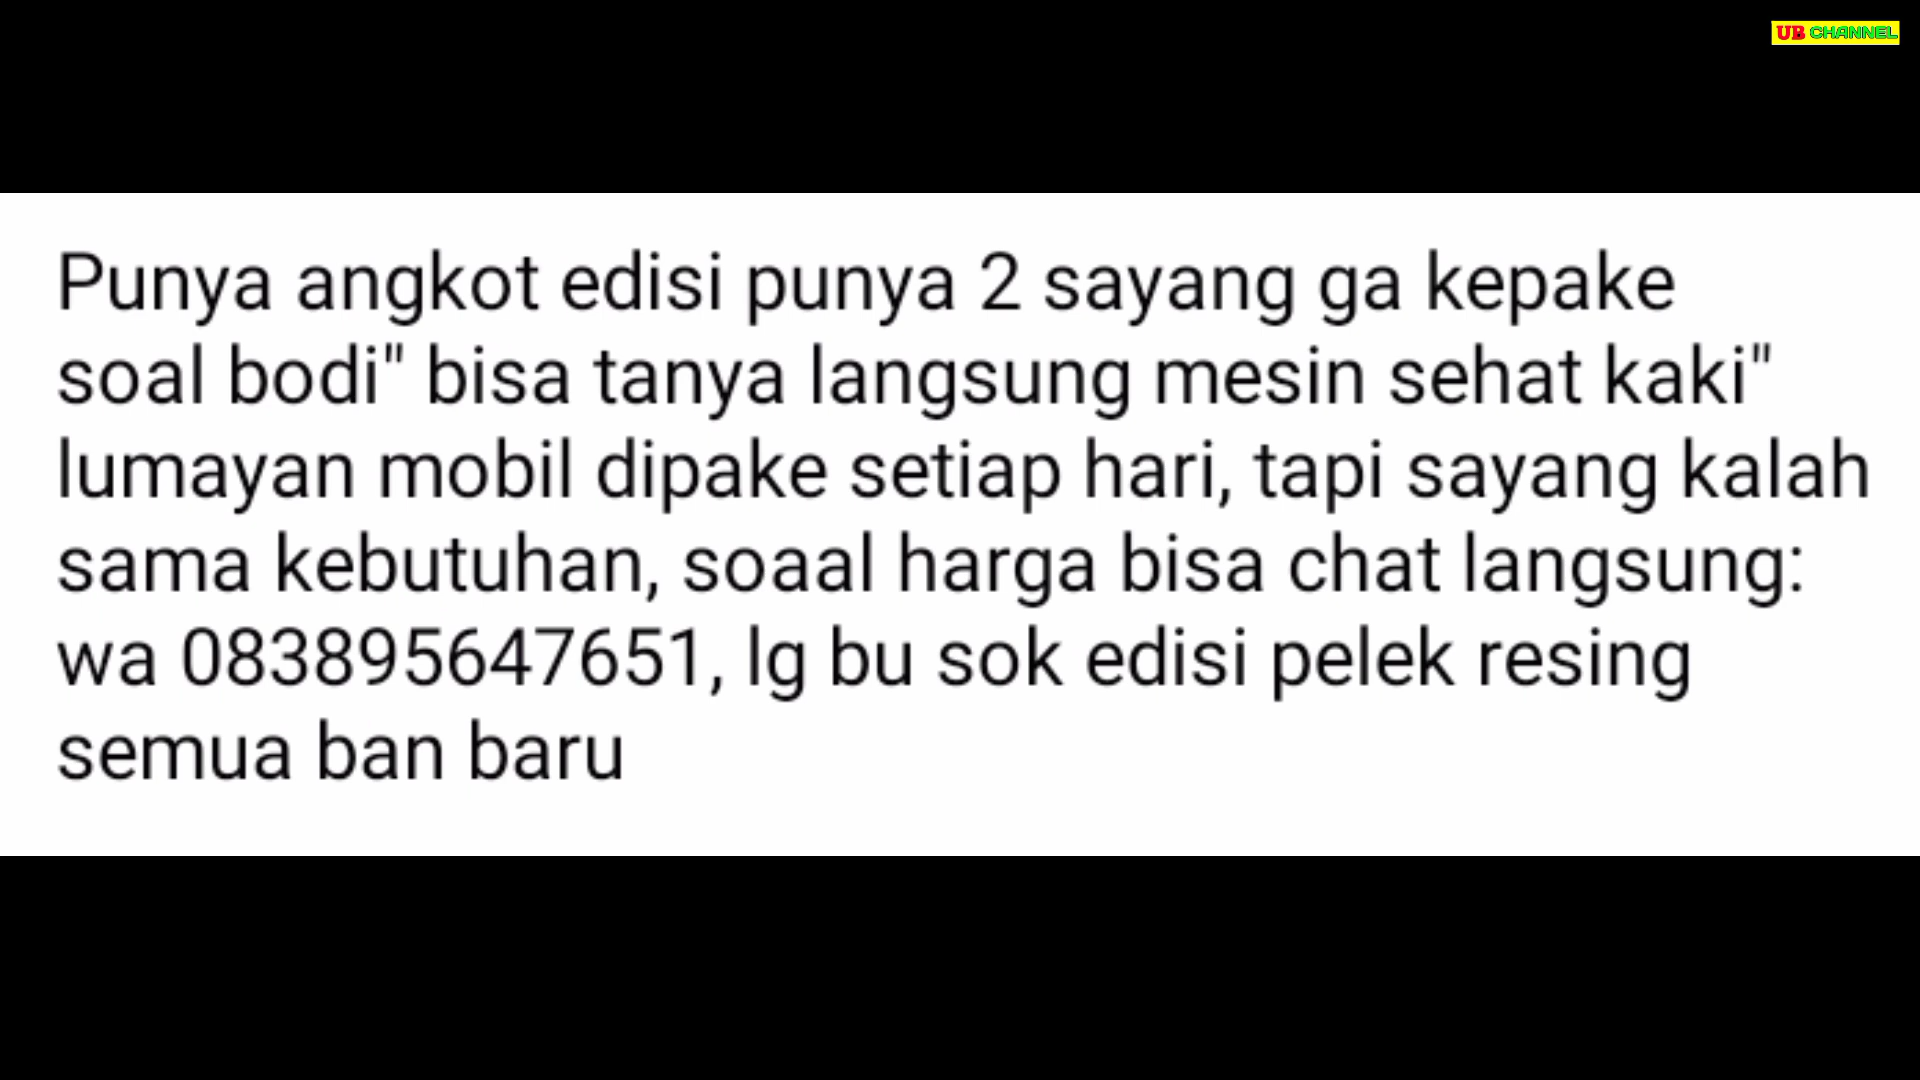 UB CHANNEL
Punya angkot edisi punya 2 sayang ga kepake
soal bodi" bisa tanya langsung mesin sehat kaki"
lumayan mobil dipake setiap hari, tapi sayang kalah
sama kebutuhan, soaal harga bisa chat langsung:
wa 083895647651, lg bu sok edisi pelek resing
semua ban baru